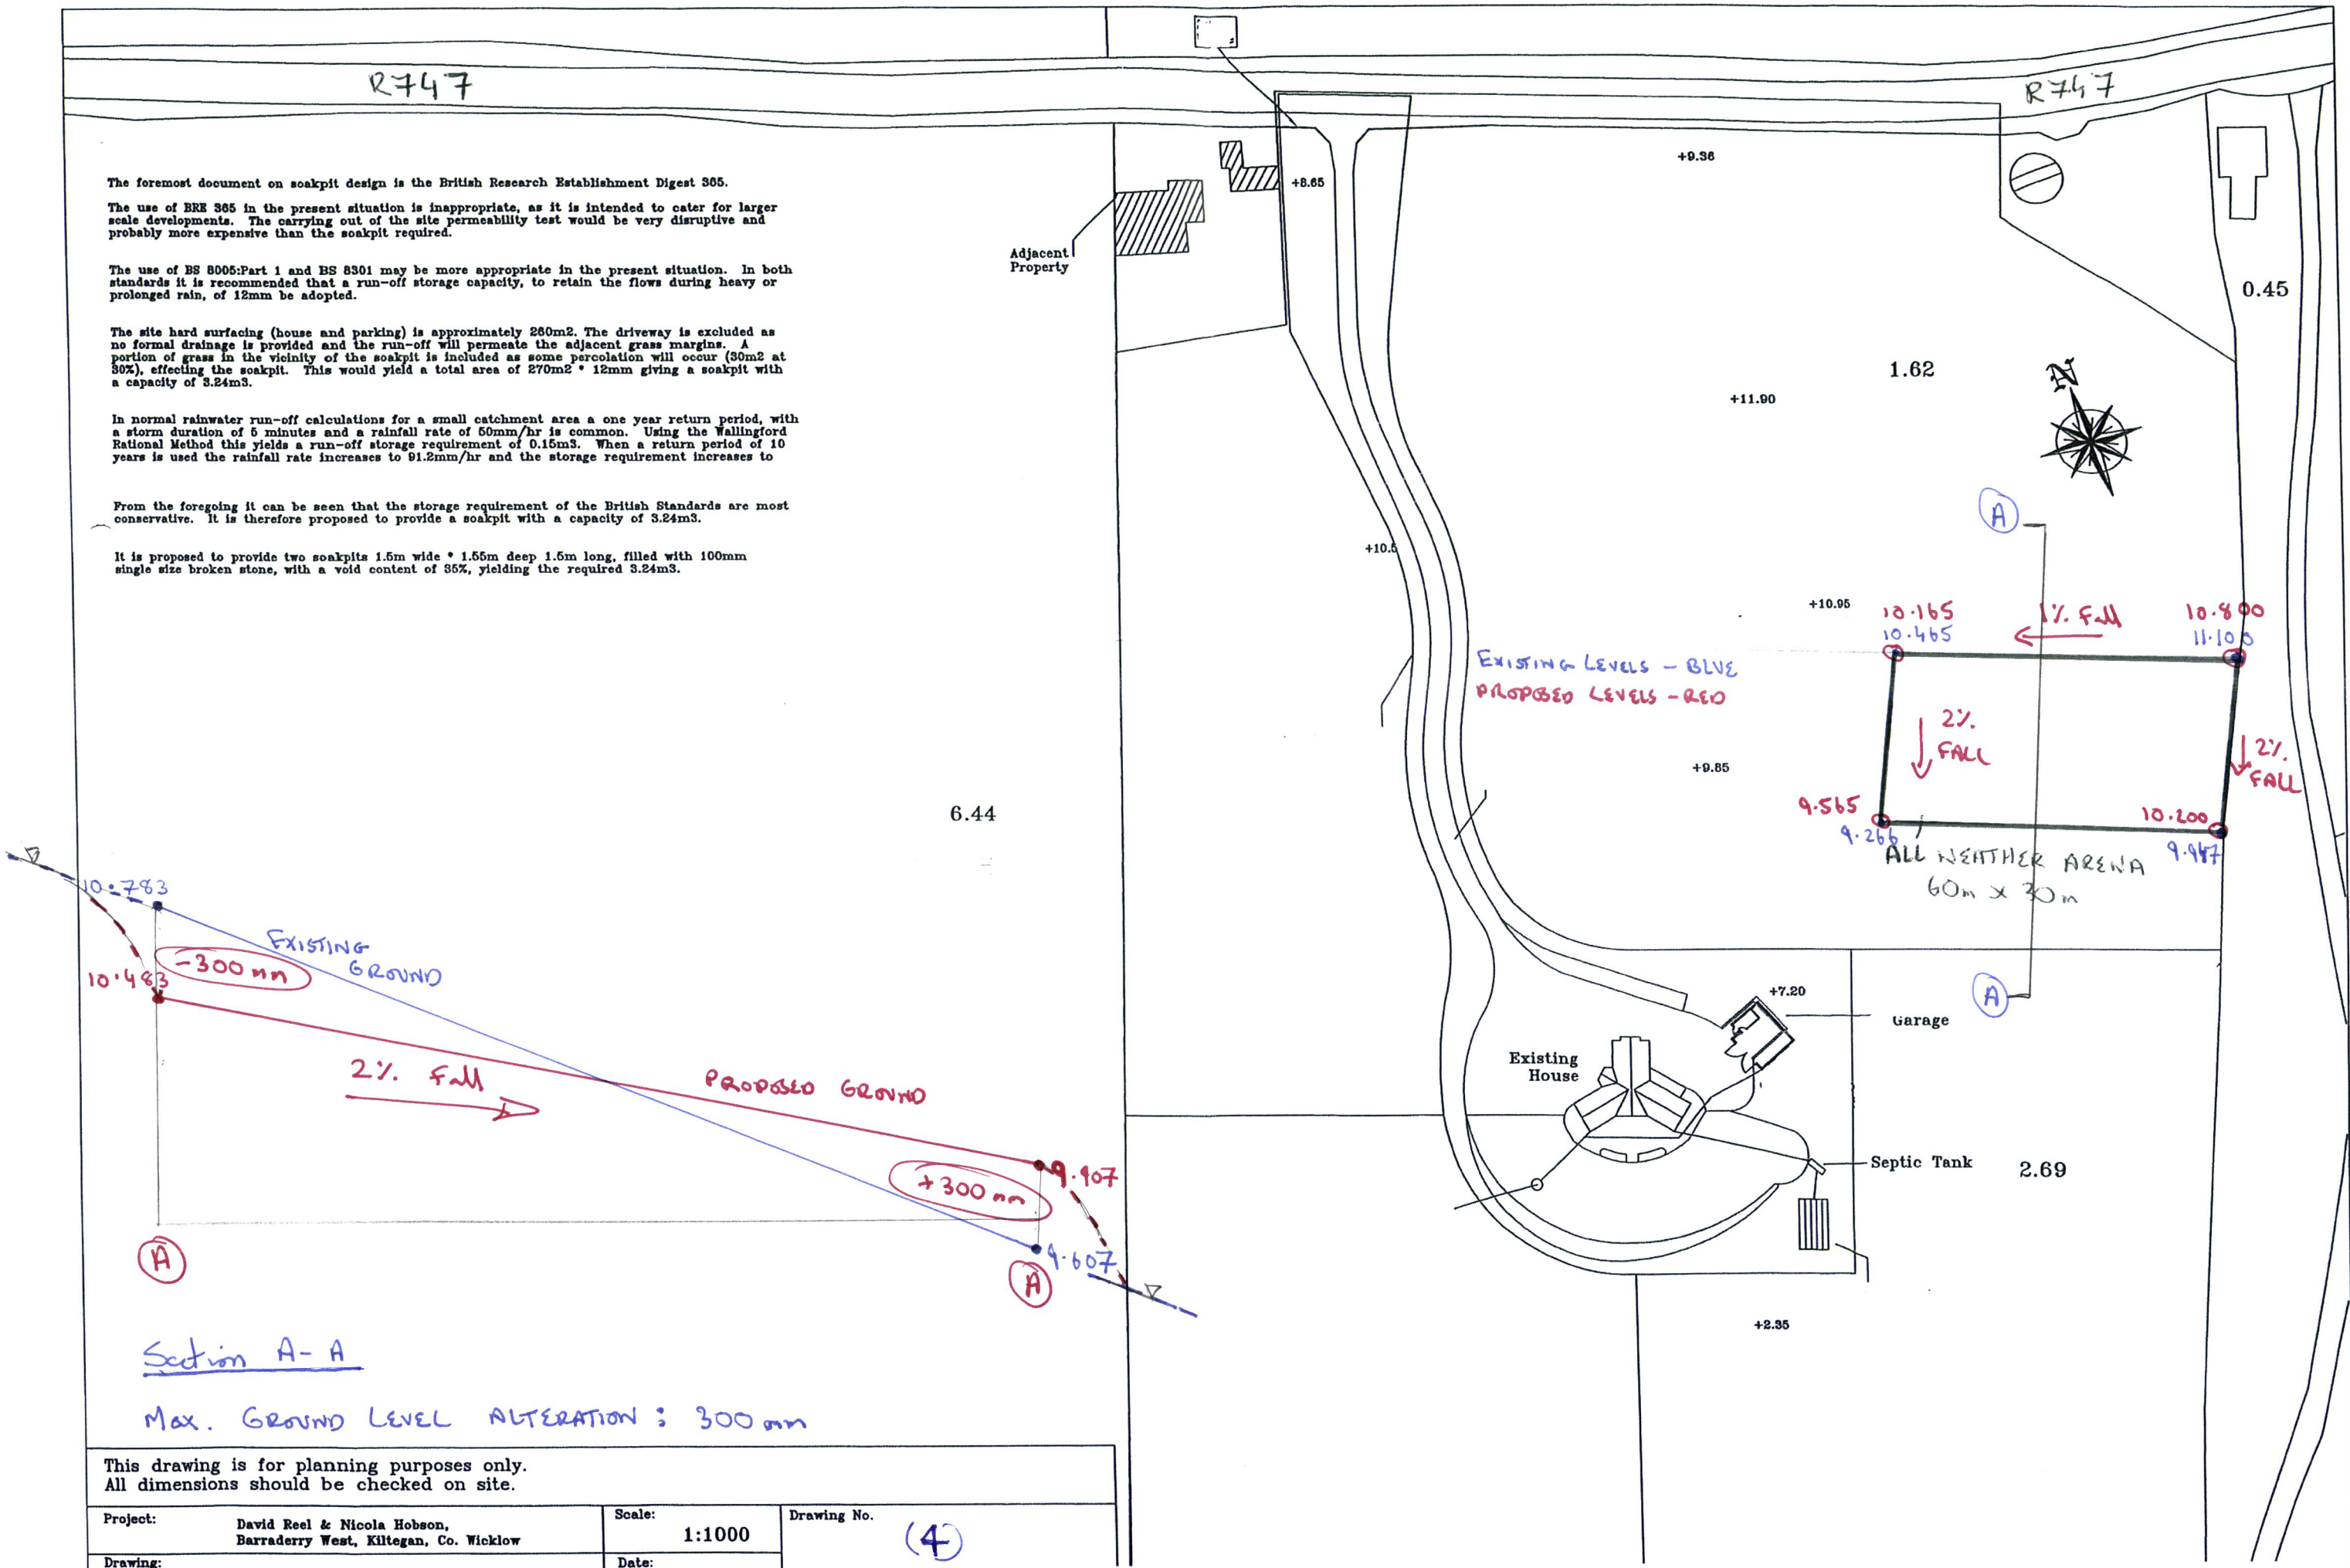 R747
R747
The foremost document on soakpit design is the British Research Establishment Digest 365.
The use of BRE 365 in the present situation is inappropriate, as it is intended to cater for larger
scale developments. The carrying out of the site permeability test would be very disruptive and
probably more expensive than the soakpit required.
The use of BS 8005:Part 1 and BS 8301 may be more appropriate in the present situation. In both
standards it is recommended that a run-off storage capacity, to retain the flows during heavy or
prolonged rain, of 12mm be adopted.
The site hard surfacing (house and parking) is approximately 260m2. The driveway is excluded as
no formal drainage is provided and the run-off will permeate the adjacent grass margins. A
portion of grass in the vicinity of the soakpit is included as some percolation will occur (30m2 at
30%), effecting the soakpit. This would yield a total area of 270m2 * 12mm giving a soakpit with
a capacity of 3.24m3.
In normal rainwater run-off calculations for a small catchment area a one year return period, with
a storm duration of 5 minutes and a rainfall rate of 50mm/hr is common. Using the Wallingford
Rational Method this yields a run-off storage requirement of 0.15m3. When a return period of 10
years is used the rainfall rate increases to 91.2mm/hr and the storage requirement increases to
From the foregoing it can be seen that the storage requirement of the British Standards are most
conservative. It is therefore proposed to provide a soakpit with a capacity of 3.24m3.
It is proposed to provide two soakpits 1.5m wide * 1.55m deep 1.5m long, filled with 100mm
single size broken stone, with a void content of 35%, yielding the required 3.24m3.
Adjacent
Property
+8.65
+9.36
0.45
1.62
+11.90
N
A
+10.5
+10.95
10.165
10.465
1% Fall
10.800
11.100
EXISTING LEVELS - BLUE
PROPOSED LEVELS - RED
2%
FALL
2%
FALL
+9.85
9.565
9.266
10.200
9.947
ALL WEATHER ARENA
60m x 30m
6.44
A
+7.20
Garage
Existing
House
Septic Tank
2.69
+2.35
10.783
EXISTING
GROUND
-300mm
10.483
2% Fall
PROPOSED GROUND
+300mm
9.907
9.607
A
A
Section A-A
Max. GROUND LEVEL ALTERATION : 300mm
This drawing is for planning purposes only.
All dimensions should be checked on site.
Project:
David Reel & Nicola Hobson,
Barraderry West, Kiltegan, Co. Wicklow
Scale:
1:1000
Drawing No.
(4)
Drawing:
Date: